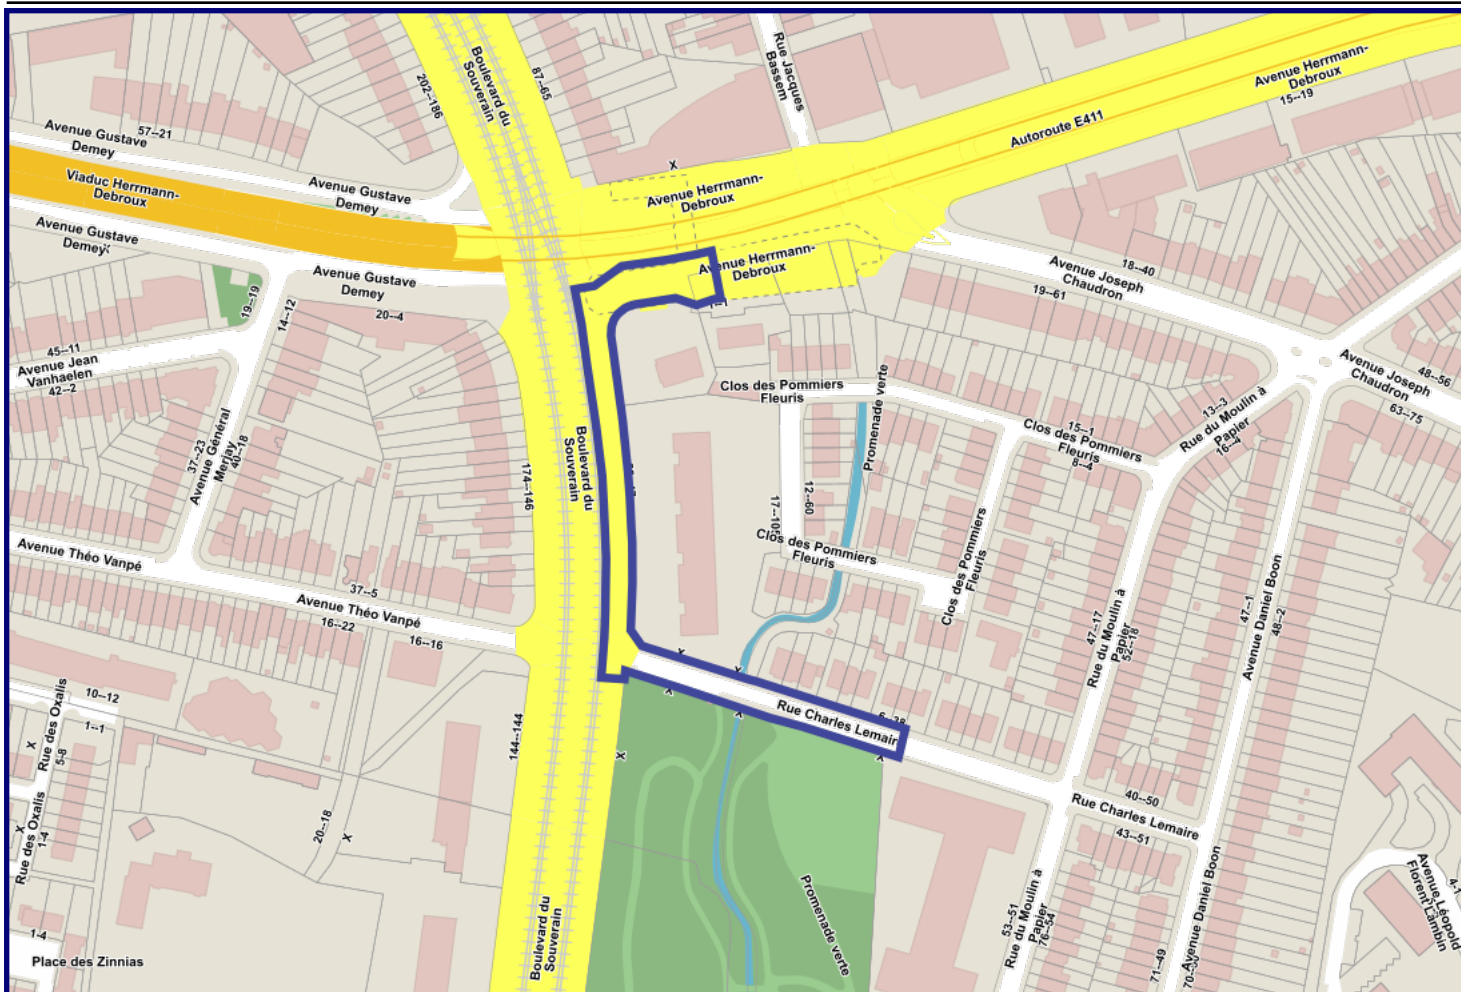 Boulevard du
Souverain
202--186
87--65
Rue Jacques
Bassem
Avenue Herrmann-
Debroux
15--19
Autoroute E411
Avenue Gustave
Demey
57--21
Viaduc Herrmann-
Debroux
Avenue Gustave
Demey
Avenue Gustave
Demey
x
Avenue Gustave
Demey
20--4
x
Avenue Herrmann-
Debroux
Avenue Herrmann-
Debroux
18--40
Avenue Joseph
Chaudron
19--61
19--19
14--12
45--11
Avenue Jean
Vanhaelen
42--2
Avenue Joseph
Chaudron
48--56
63--75
Clos des Pommiers
Fleuris
Promenade verte
15--1
Clos des Pommiers
Fleuris
8--4
13--3
Rue du Moulin à
Papier
16--4
37--23
Avenue Général
Merjay
40--18
174--146
Boulevard du
Souverain
12--60
Clos des Pommiers
Fleuris
Clos des Pommiers
Fleuris
Avenue Théo Vanpé
37--5
Avenue Théo Vanpé
16--22
16--16
47--17
Rue du Moulin à
Papier
52--18
47--1
Avenue Daniel Boon
48--2
x
x
x
x
x
x
Rue Charles Lemaire
10--12
1--1
Rue des Oxalis
5-8
x
144--144
40--50
Rue Charles Lemaire
43--51
20--18
x
x
Rue des Oxalis
1-4
Boulevard du
Souverain
Promenade verte
53--51
Rue du Moulin à
Papier
76--54
Avenue Daniel Boon
71--49
Avenue Léopold
Florent Lambin
1-4
Place des Zinnias